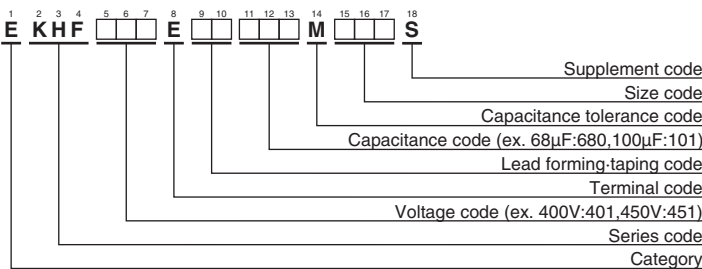 1 2 3 4 5 6 7 8 9 10 11 12 13 14 15 16 17 18
E KHF □□□ E □□ □□□ M □□□ S
Supplement code
Size code
Capacitance tolerance code
Capacitance code (ex. 68μF:680,100μF:101)
Lead forming·taping code
Terminal code
Voltage code (ex. 400V:401,450V:451)
Series code
Category